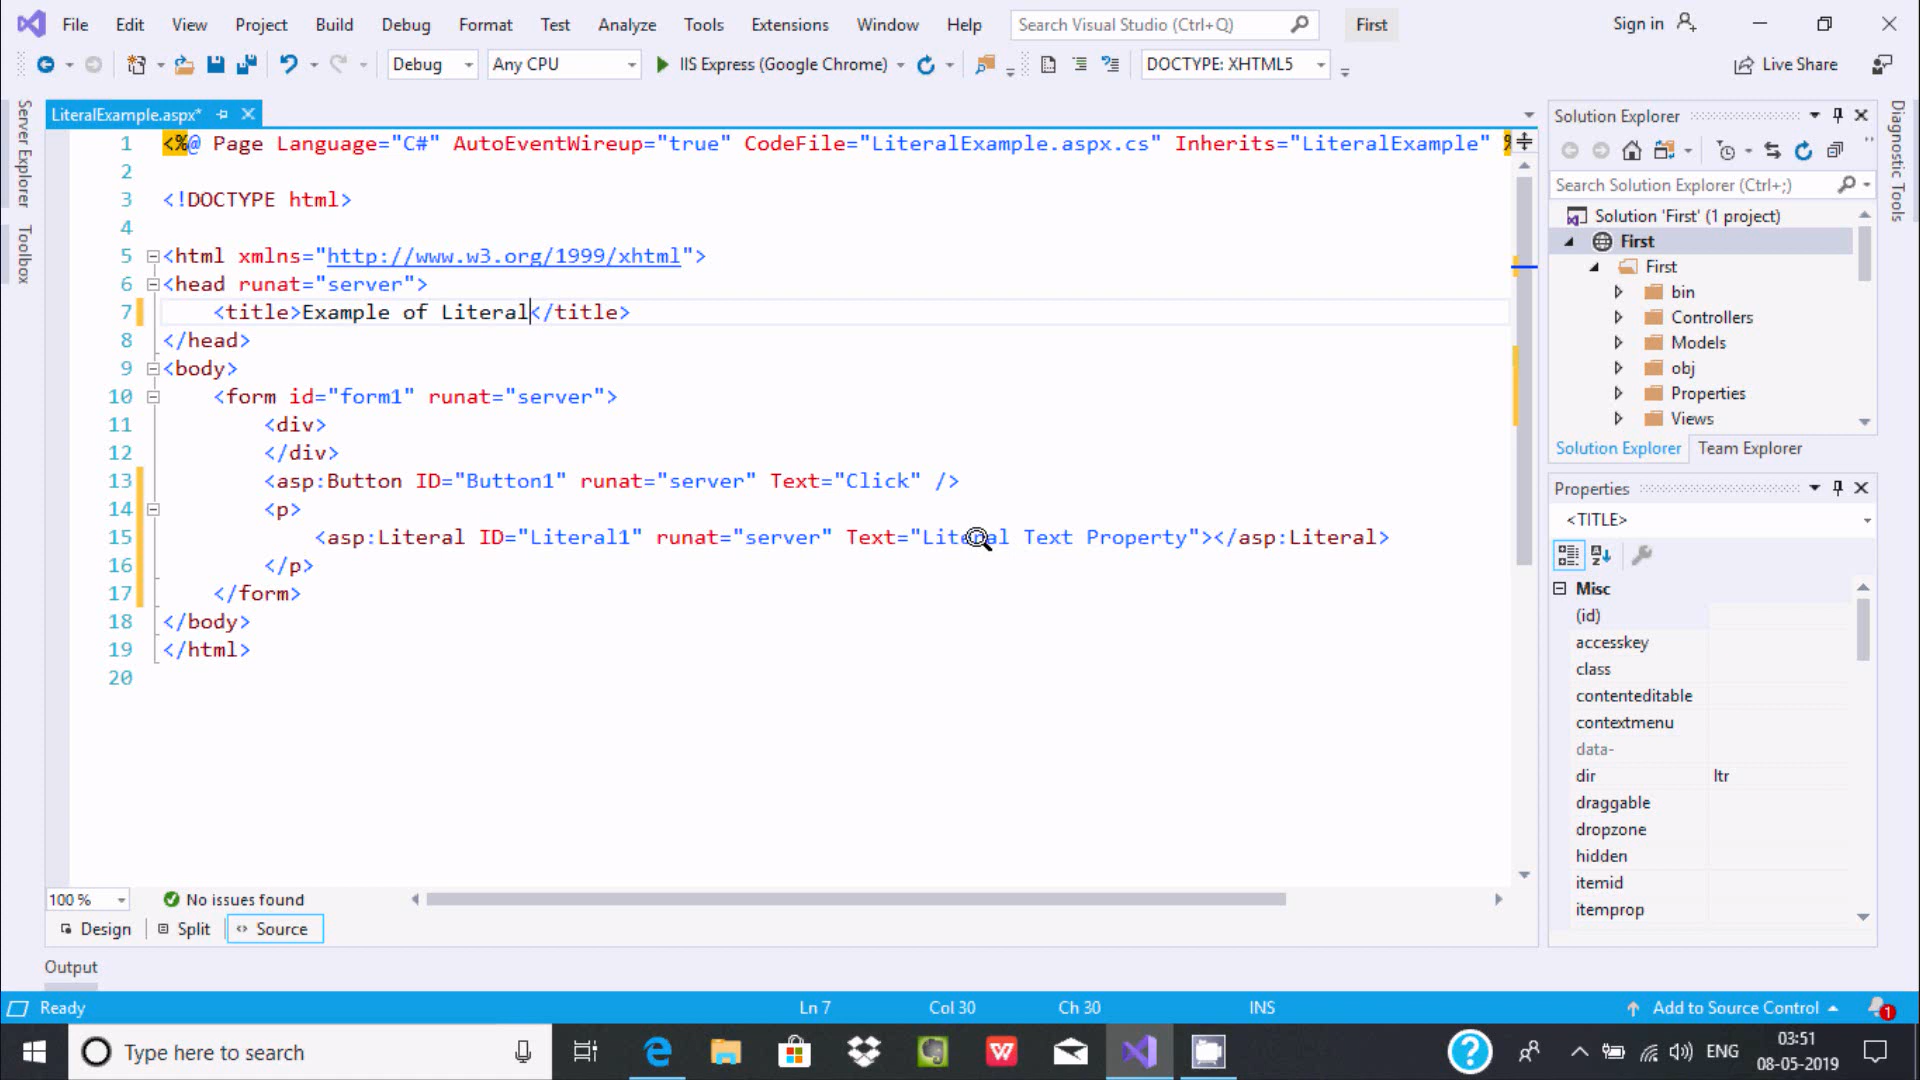 File Edit View Project Build Debug Format Test Analyze Tools Extensions Window Help Search Visual Studio (Ctrl+Q) First Sign in
Debug Any CPU IIS Express (Google Chrome) DOCTYPE: XHTML5 Live Share
Server Explorer
Toolbox
LiteralExample.aspx*
1 <%@ Page Language="C#" AutoEventWireup="true" CodeFile="LiteralExample.aspx.cs" Inherits="LiteralExample" %
2
3 <!DOCTYPE html>
4
5 <html xmlns="http://www.w3.org/1999/xhtml">
6 <head runat="server">
7 <title>Example of Literal</title>
8 </head>
9 <body>
10 <form id="form1" runat="server">
11 <div>
12 </div>
13 <asp:Button ID="Button1" runat="server" Text="Click" />
14 <p>
15 <asp:Literal ID="Literal1" runat="server" Text="Literal Text Property"></asp:Literal>
16 </p>
17 </form>
18 </body>
19 </html>
20
100 % No issues found
Design Split Source
Output
Solution Explorer
Search Solution Explorer (Ctrl+;)
Solution 'First' (1 project)
First
First
bin
Controllers
Models
obj
Properties
Views
Solution Explorer Team Explorer
Properties
<TITLE>
Misc
(id)
accesskey
class
contenteditable
contextmenu
data-
dir ltr
draggable
dropzone
hidden
itemid
itemprop
Diagnostic Tools
Ready Ln 7 Col 30 Ch 30 INS Add to Source Control 1
Type here to search ENG 03:51
08-05-2019